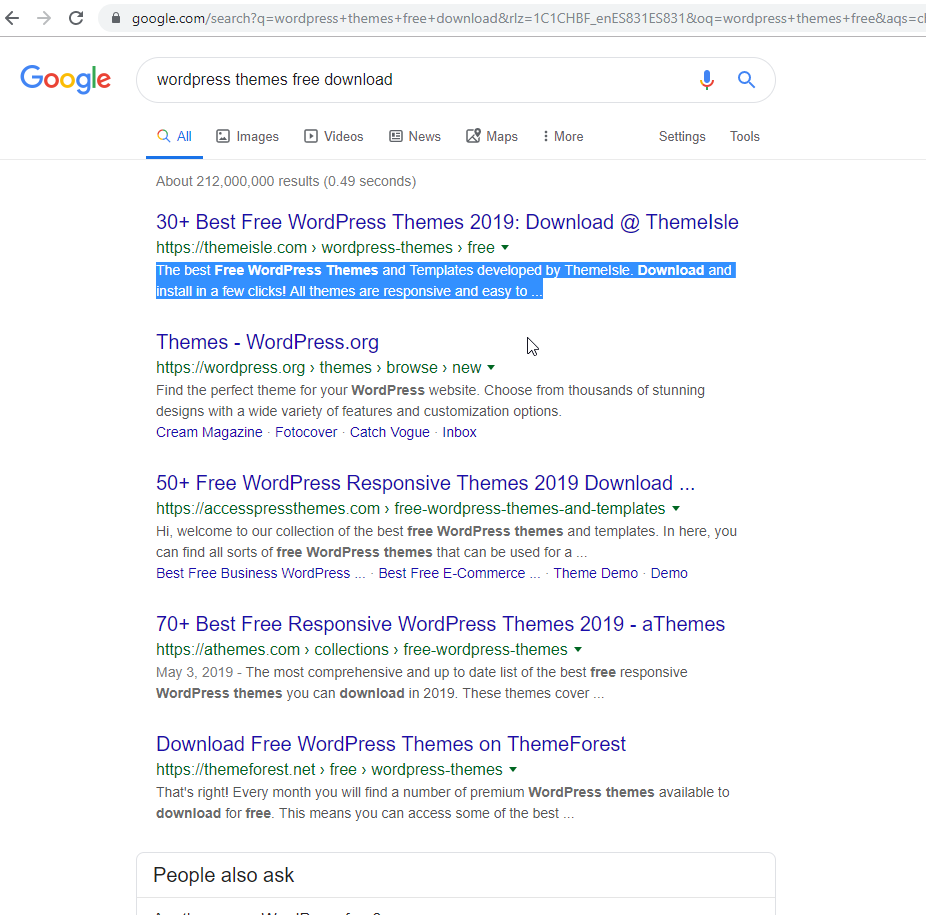 google.com/search?q=wordpress+themes+free+download&rlz=1C1CHBF_enES831ES831&oq=wordpress+themes+free&aqs=cl
Google
wordpress themes free download
All Images Videos News Maps More Settings Tools
About 212,000,000 results (0.49 seconds)
30+ Best Free WordPress Themes 2019: Download @ ThemeIsle
https://themeisle.com › wordpress-themes › free
The best Free WordPress Themes and Templates developed by ThemeIsle. Download and
install in a few clicks! All themes are responsive and easy to ...
Themes - WordPress.org
https://wordpress.org › themes › browse › new
Find the perfect theme for your WordPress website. Choose from thousands of stunning
designs with a wide variety of features and customization options.
Cream Magazine · Fotocover · Catch Vogue · Inbox
50+ Free WordPress Responsive Themes 2019 Download ...
https://accesspressthemes.com › free-wordpress-themes-and-templates
Hi, welcome to our collection of the best free WordPress themes and templates. In here, you
can find all sorts of free WordPress themes that can be used for a ...
Best Free Business WordPress ... · Best Free E-Commerce ... · Theme Demo · Demo
70+ Best Free Responsive WordPress Themes 2019 - aThemes
https://athemes.com › collections › free-wordpress-themes
May 3, 2019 - The most comprehensive and up to date list of the best free responsive
WordPress themes you can download in 2019. These themes cover ...
Download Free WordPress Themes on ThemeForest
https://themeforest.net › free › wordpress-themes
That's right! Every month you will find a number of premium WordPress themes available to
download for free. This means you can access some of the best ...
People also ask